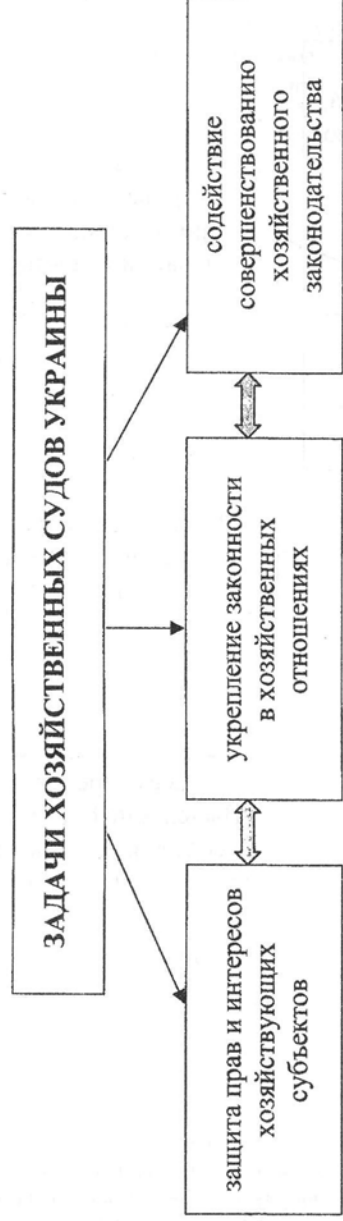 ЗАДАЧИ ХОЗЯЙСТВЕННЫХ СУДОВ УКРАИНЫ
защита прав и интересов
хозяйствующих
субъектов
укрепление законности
в хозяйственных
отношениях
содействие
совершенствованию
хозяйственного
законодательства